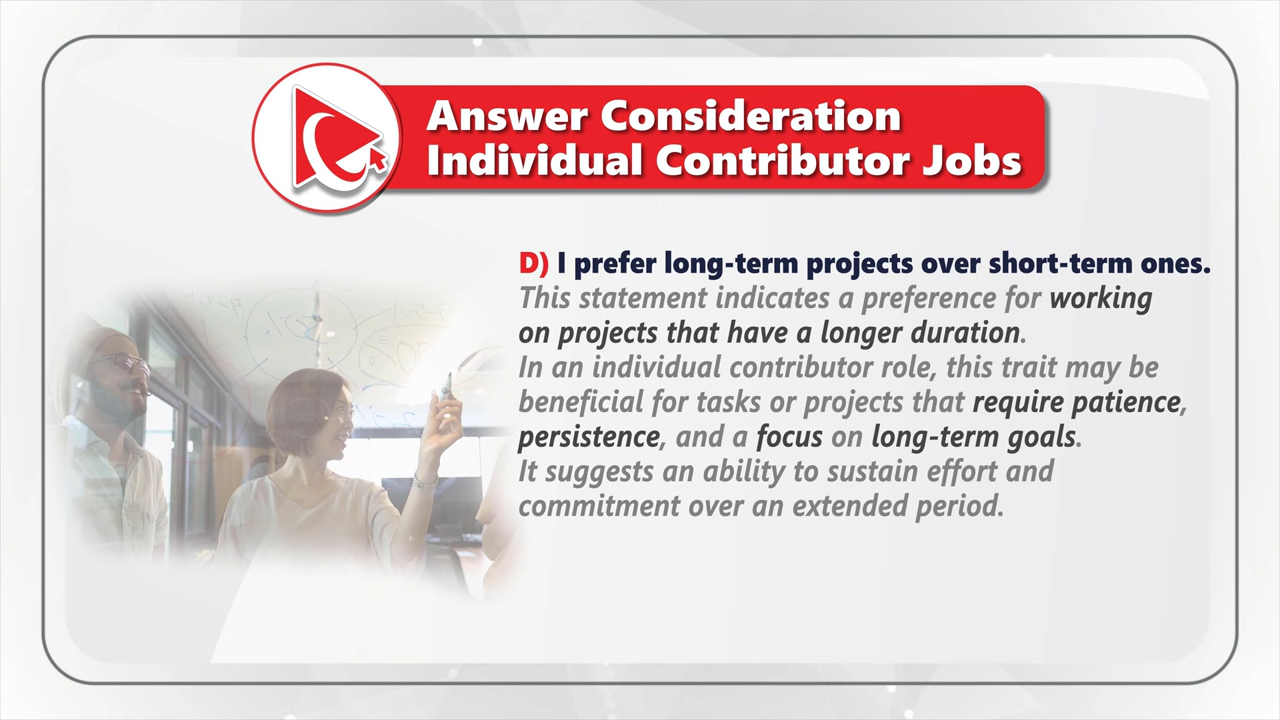 Answer Consideration
Individual Contributor Jobs
D) I prefer long-term projects over short-term ones.
This statement indicates a preference for working
on projects that have a longer duration.
In an individual contributor role, this trait may be
beneficial for tasks or projects that require patience,
persistence, and a focus on long-term goals.
It suggests an ability to sustain effort and
commitment over an extended period.